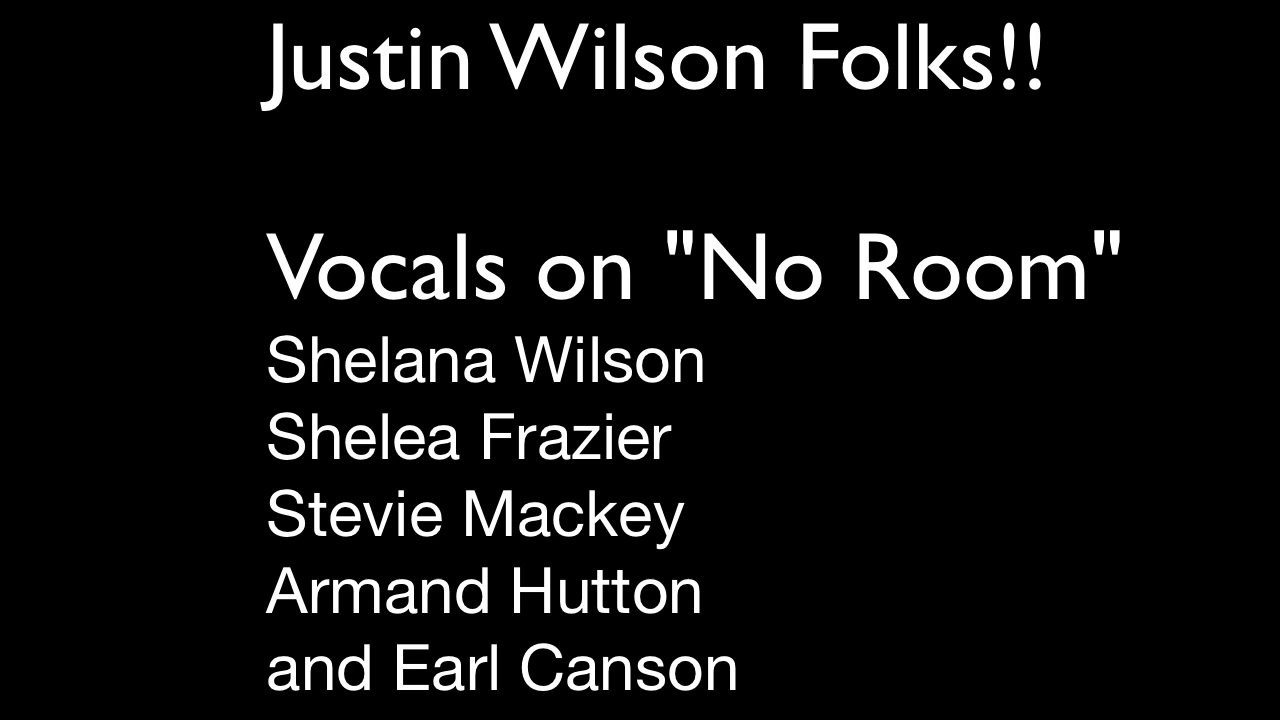 Justin Wilson Folks!!
Vocals on "No Room"
Shelana Wilson
Shelea Frazier
Stevie Mackey
Armand Hutton
and Earl Canson